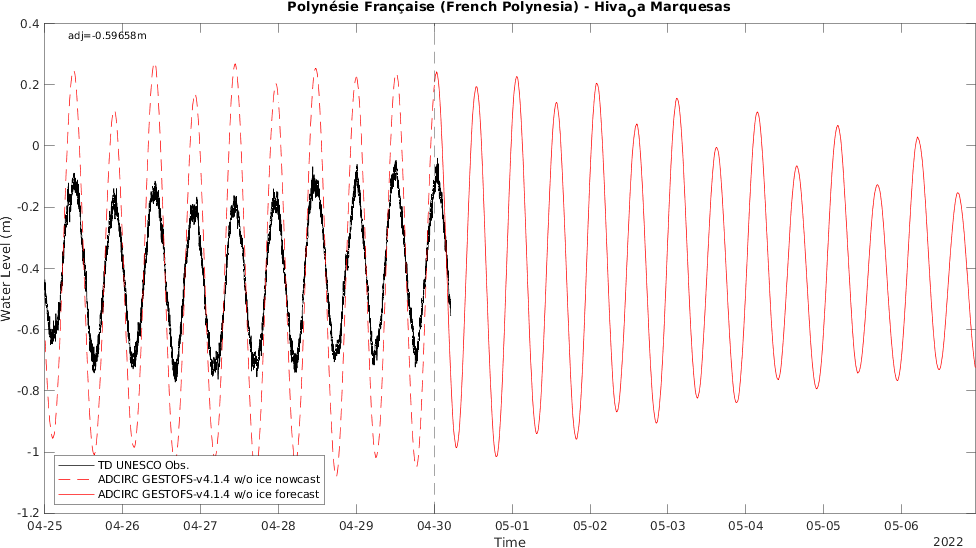 Polynésie Française (French Polynesia) - Hiva_Oa Marquesas
adj=-0.59658m
0.4
0.2
0
-0.2
-0.4
-0.6
-0.8
-1
-1.2
Water Level (m)
TD UNESCO Obs.
ADCIRC GESTOFS-v4.1.4 w/o ice nowcast
ADCIRC GESTOFS-v4.1.4 w/o ice forecast
04-25 04-26 04-27 04-28 04-29 04-30 05-01 05-02 05-03 05-04 05-05 05-06
Time
2022